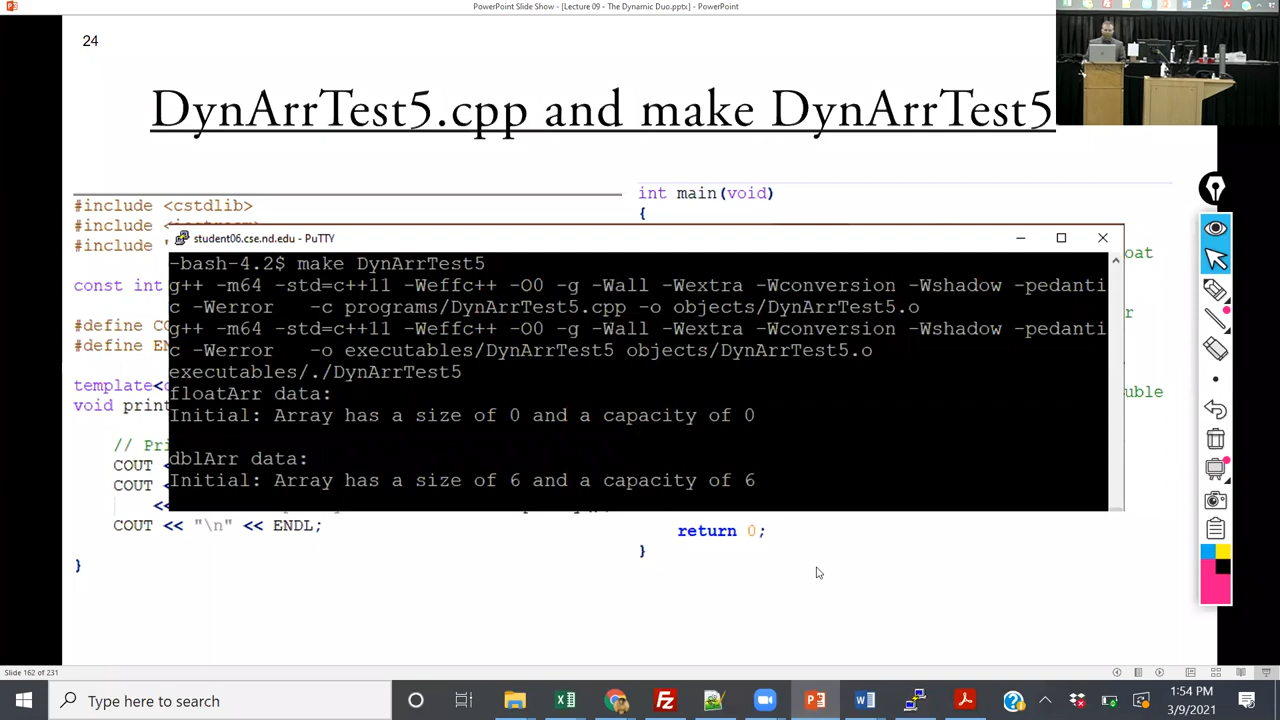 PowerPoint Slide Show - [Lecture 09 - The Dynamic Duo.pptx] - PowerPoint
24
DynArrTest5.cpp and make DynArrTest5
#include <cstdlib>
#include
#include
const int
#define
#define
template<
void
// 
COUT <
COUT <
<<
COUT << "\n" << ENDL;
}
int main(void)
{
return 0;
}
student06.cse.nd.edu - PuTTY
-bash-4.2$ make DynArrTest5
g++ -m64 -std=c++11 -Weffc++ -O0 -g -Wall -Wextra -Wconversion -Wshadow -pedanti
c -Werror   -c programs/DynArrTest5.cpp -o objects/DynArrTest5.o
g++ -m64 -std=c++11 -Weffc++ -O0 -g -Wall -Wextra -Wconversion -Wshadow -pedanti
c -Werror   -o executables/DynArrTest5 objects/DynArrTest5.o
executables/./DynArrTest5
floatArr data:
Initial: Array has a size of 0 and a capacity of 0
dblArr data:
Initial: Array has a size of 6 and a capacity of 6
Slide 162 of 231
Type here to search
1:54 PM
3/9/2021